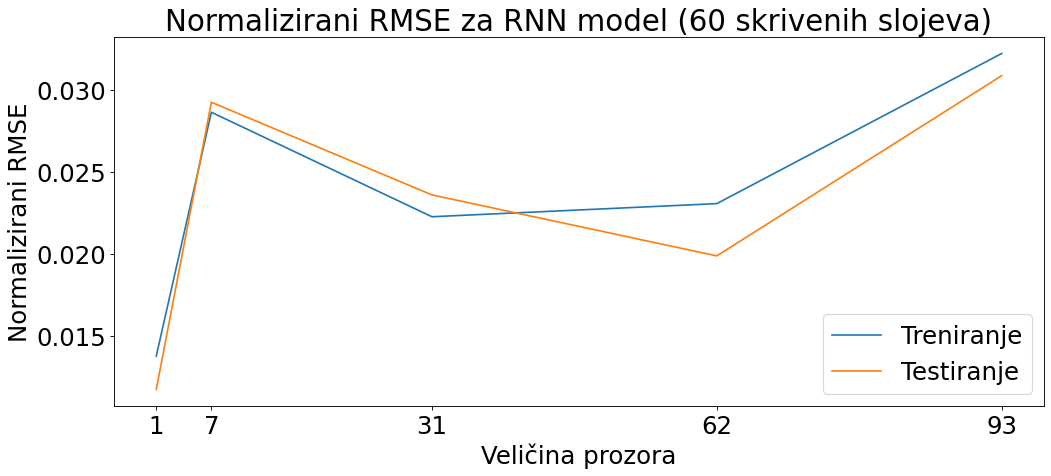 Normalizirani RMSE za RNN model (60 skrivenih slojeva)
Normalizirani RMSE
0.030
0.025
0.020
0.015
Treniranje
Testiranje
1 7 31 62 93
Veličina prozora